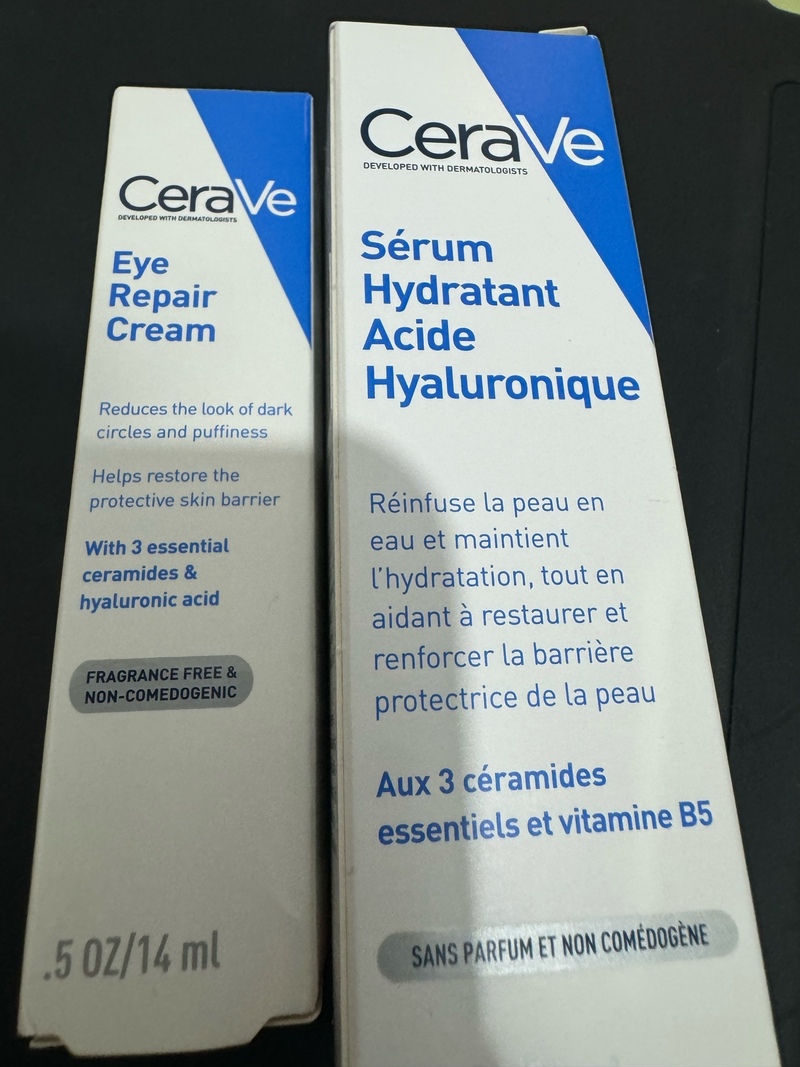 CeraVe
DEVELOPED WITH DERMATOLOGISTS
Eye
Repair
Cream
Reduces the look of dark
circles and puffiness
Helps restore the
protective skin barrier
With 3 essential
ceramides &
hyaluronic acid
FRAGRANCE FREE &
NON-COMEDOGENIC
.5 OZ/14 ml
CeraVe
DEVELOPED WITH DERMATOLOGISTS
Sérum
Hydratant
Acide
Hyaluronique
Réinfuse la peau en
eau et maintient
l'hydratation, tout en
aidant à restaurer et
renforcer la barrière
protectrice de la peau
Aux 3 céramides
essentiels et vitamine B5
SANS PARFUM ET NON COMÉDOGÈNE